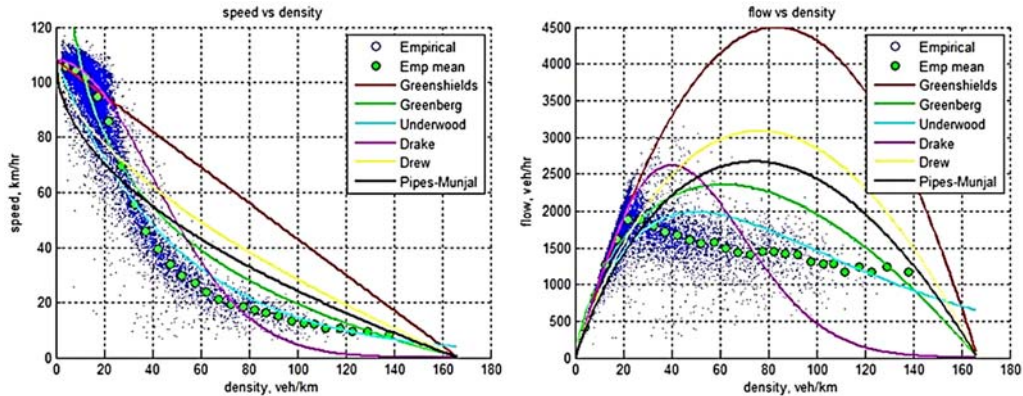 speed vs density
speed, km/hr
120
100
80
60
40
20
0
0 20 40 60 80 100 120 140 160 180
density, veh/km
Empirical
Emp mean
Greenshields
Greenberg
Underwood
Drake
Drew
Pipes-Munjal
flow vs density
flow, veh/hr
4500
4000
3500
3000
2500
2000
1500
1000
500
0
0 20 40 60 80 100 120 140 160 180
density, veh/km
Empirical
Emp mean
Greenshields
Greenberg
Underwood
Drake
Drew
Pipes-Munjal